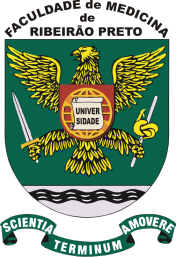 FACULDADE de MEDICINA
de
RIBEIRÃO PRETO
UNIVER
SIDADE
SCIENTIA TERMINUM AMOVERE